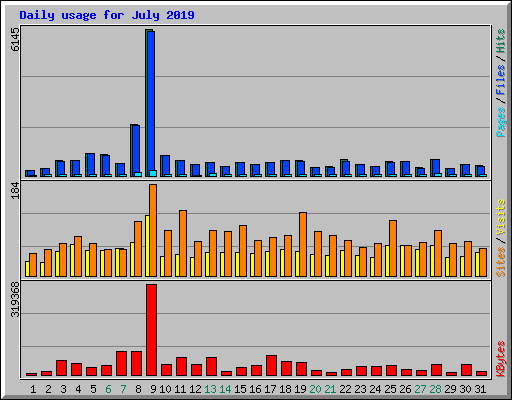 Daily usage for July 2019
6145
Pages / Files / Hits
184
Sites / Visits
319368
KBytes
1 2 3 4 5 6 7 8 9 10 11 12 13 14 15 16 17 18 19 20 21 22 23 24 25 26 27 28 29 30 31